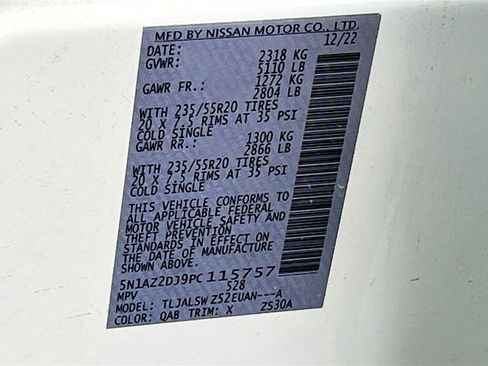 MFD BY NISSAN MOTOR CO., LTD.
DATE: 12/22
GVWR: 2318 KG
5110 LB
GAWR FR.: 1272 KG
2804 LB
WITH 235/55R20 TIRES
20 X 7.5 RIMS AT 35 PSI
COLD SINGLE
GAWR RR.: 1300 KG
2866 LB
WITH 235/55R20 TIRES
20 X 7.5 RIMS AT 35 PSI
COLD SINGLE
THIS VEHICLE CONFORMS TO
ALL APPLICABLE FEDERAL
MOTOR VEHICLE SAFETY AND
THEFT PREVENTION
STANDARDS IN EFFECT ON
THE DATE OF MANUFACTURE
SHOWN ABOVE.
5N1AZ2DJ9PC115757
MPV 528
MODEL: TLJALSW Z52EUAN---A
COLOR: QAB TRIM: X ZS30A